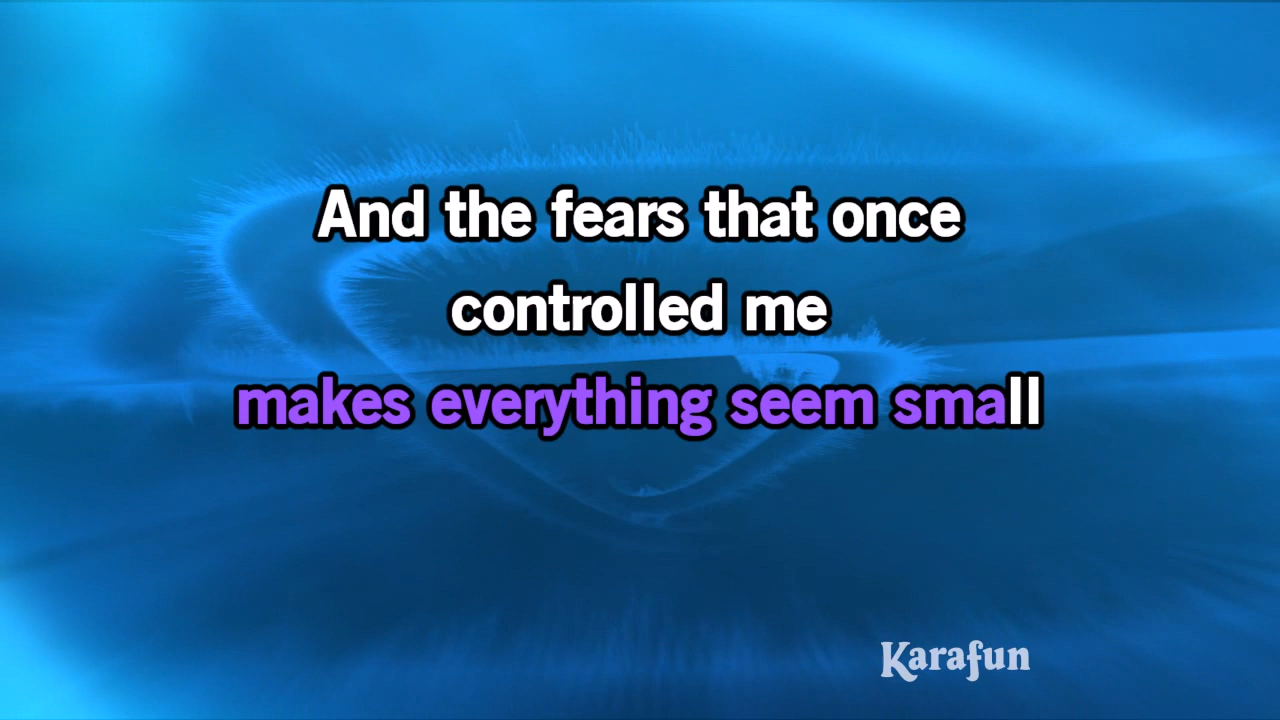 And the fears that once
controlled me
makes everything seem small
Karafun